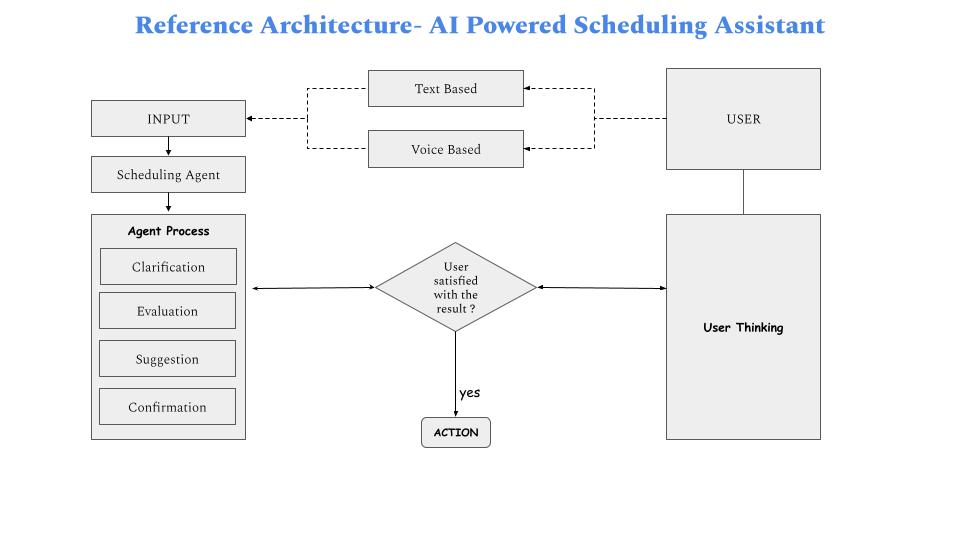 Reference Architecture- AI Powered Scheduling Assistant
Text Based
USER
INPUT
Voice Based
Scheduling Agent
Agent Process
Clarification
Evaluation
Suggestion
Confirmation
User
satisfied
with the
result ?
User Thinking
yes
ACTION